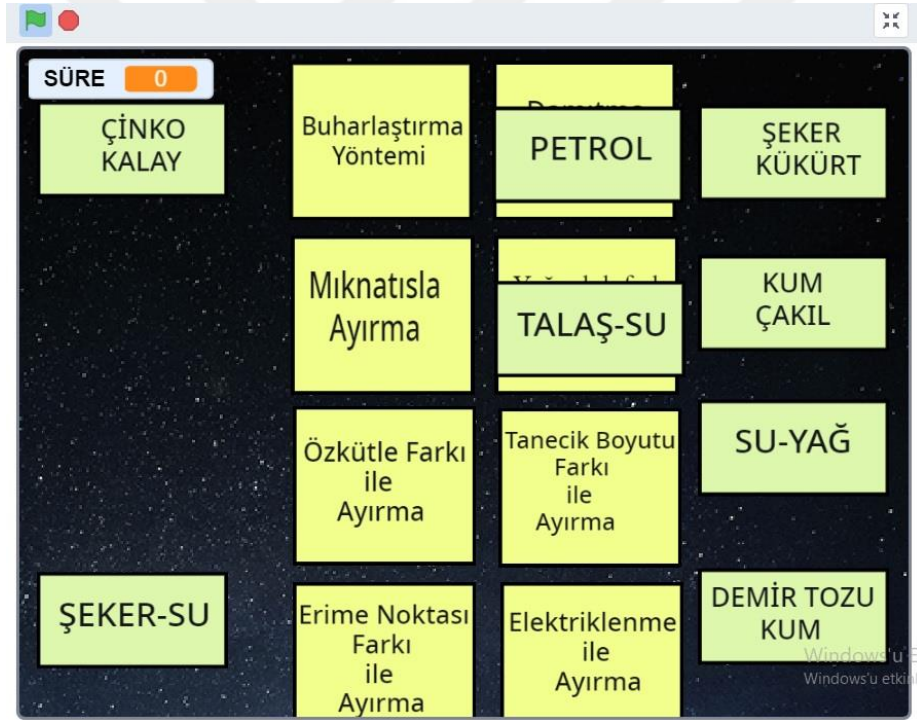 SÜRE 0
ÇİNKO
KALAY
Buharlaştırma
Yöntemi
PETROL
ŞEKER
KÜKÜRT
Mıknatısla
Ayırma
TALAŞ-SU
KUM
ÇAKIL
Özkütle Farkı
ile
Ayırma
Tanecik Boyutu
Farkı
ile
Ayırma
SU-YAĞ
ŞEKER-SU
Erime Noktası
Farkı
ile
Ayırma
Elektriklenme
ile
Ayırma
DEMİR TOZU
KUM
Windows'u
Windows'u